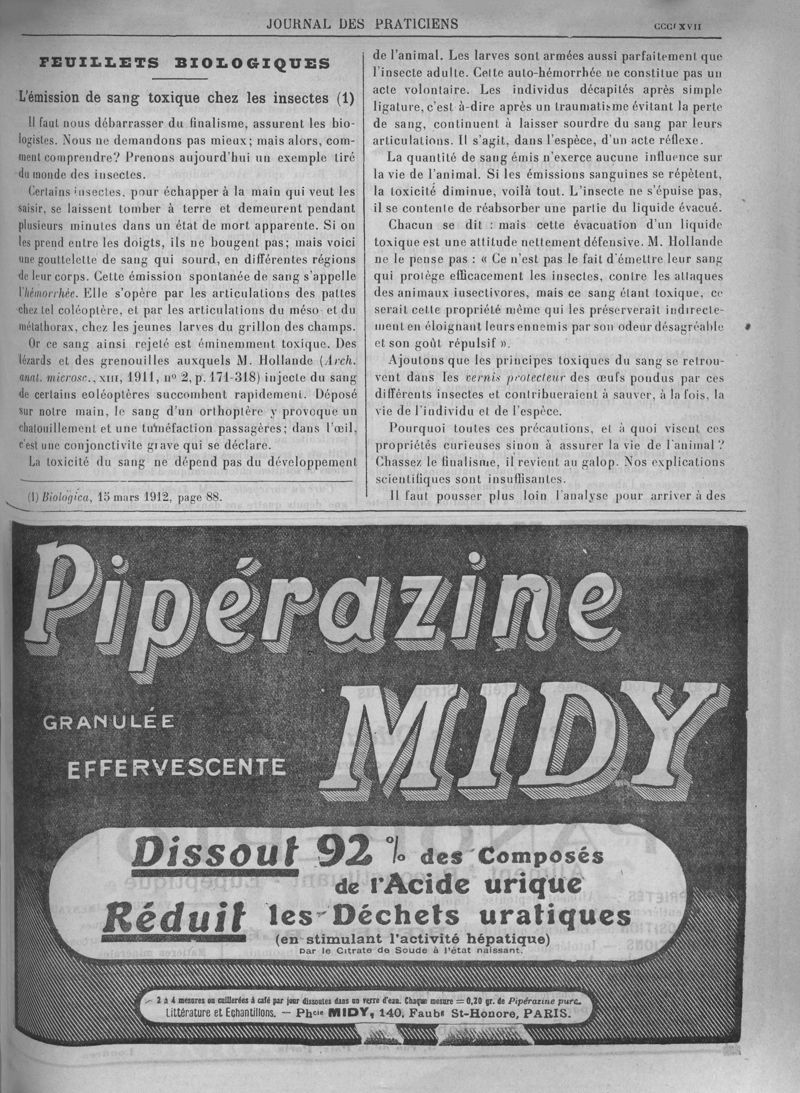 JOURNAL DES PRATICIENS
FEUILLETS BIOLOGIQUES
L'émission de sang toxique chez les insectes (1)
Il faut nous débarrasser du finalisme, assurent les bio-
logistes. Nous ne demandons pas mieux; mais alors, com-
ment comprendre? Prenons aujourd'hui un exemple tiré
du monde des insectes.
Certains insectes, pour échapper à la main qui veut les
saisir, se laissent tomber à terre et demeurent pendant
plusieurs minutes dans un état de mort apparente. Si on
les prend entre les doigts, ils ne bougent pas; mais voici
une gouttelette de sang qui sourd, en différentes régions
de leur corps. Cette émission spontanée de sang s'appelle
l'hémorrhée. Elle s'opère par les articulations des pattes
chez tel coléoptère, et par les articulations du méso et du
métathorax, chez les jeunes larves du grillon des champs.
Or ce sang ainsi rejeté est éminemment toxique. Des
lézards et des grenouilles auxquels M. Hollande (Arch.
anat. microsc., XIII, 1911, n° 2, p. 171-318) injecte du sang
de certains coléoptères succombent rapidement. Déposé
sur notre main, le sang d'un orthoptère y provoque un
chatouillement et une tuméfaction passagères; dans l'œil,
c'est une conjonctivite grave qui se déclare.
La toxicité du sang ne dépend pas du développement
(1) Biologica, 15 mars 1912, page 88.
de l'animal. Les larves sont armées aussi parfaitement que
l'insecte adulte. Cette auto-hémorrhée ne constitue pas un
acte volontaire. Les individus décapités après simple
ligature, c'est à-dire après un traumatisme évitant la perte
de sang, continuent à laisser sourdre du sang par leurs
articulations. Il s'agit, dans l'espèce, d'un acte réflexe.
La quantité de sang émis n'exerce aucune influence sur
la vie de l'animal. Si les émissions sanguines se répètent,
la toxicité diminue, voilà tout. L'insecte ne s'épuise pas,
il se contente de réabsorber une partie du liquide évacué.
Chacun se dit : mais cette évacuation d'un liquide
toxique est une attitude nettement défensive. M. Hollande
ne le pense pas : « Ce n'est pas le fait d'émettre leur sang
qui protège efficacement les insectes, contre les attaques
des animaux insectivores, mais ce sang étant toxique, ce
serait cette propriété même qui les préserverait indirecte-
ment en éloignant leurs ennemis par son odeur désagréable
et son goût répulsif ».
Ajoutons que les principes toxiques du sang se retrou-
vent dans les vernis protecteur des œufs pondus par ces
différents insectes et contribueraient à sauver, à la fois, la
vie de l'individu et de l'espèce.
Pourquoi toutes ces précautions, et à quoi visent ces
propriétés curieuses sinon à assurer la vie de l'animal ?
Chassez le finalisme, il revient au galop. Nos explications
scientifiques sont insuffisantes.
Il faut pousser plus loin l'analyse pour arriver à des
Pipérazine
MIDY
GRANULÉE
EFFERVESCENTE
Dissout 92 % des Composés
de l'Acide urique
Réduit les Déchets uratiques
(en stimulant l'activité hépatique)
par le Citrate de Soude à l'état naissant.
2 à 4 mesures ou cuillerées à café par jour dissoutes dans un verre d'eau. Chaque mesure = 0,20 gr. de Pipérazine pure.
Littérature et Echantillons. — Phcie MIDY, 140, Faubg St-Honoré, PARIS.